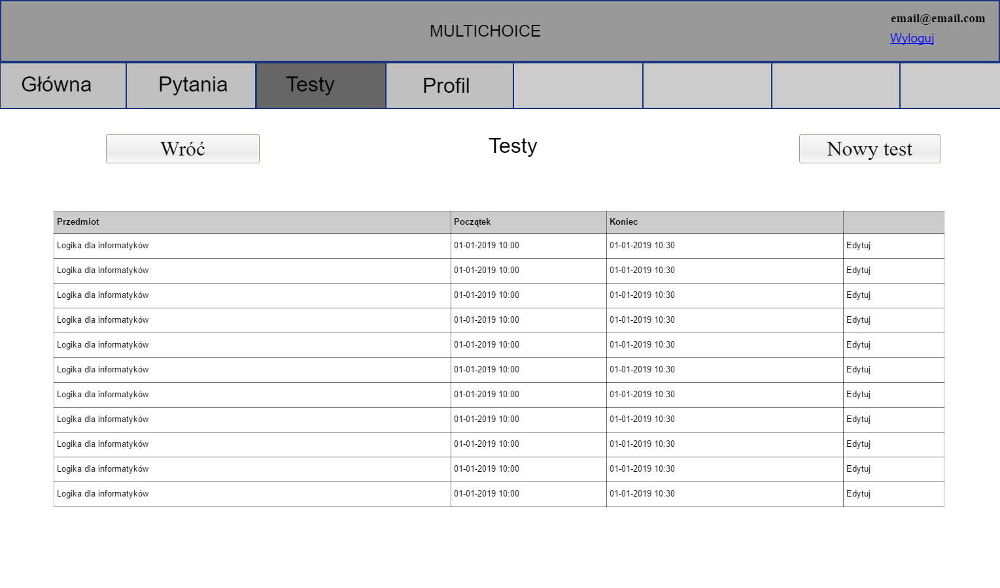 MULTICHOICE
email@email.com
Wyloguj
Główna Pytania Testy Profil
Wróć Testy Nowy test
Przedmiot Początek Koniec
Logika dla informatyków 01-01-2019 10:00 01-01-2019 10:30 Edytuj
Logika dla informatyków 01-01-2019 10:00 01-01-2019 10:30 Edytuj
Logika dla informatyków 01-01-2019 10:00 01-01-2019 10:30 Edytuj
Logika dla informatyków 01-01-2019 10:00 01-01-2019 10:30 Edytuj
Logika dla informatyków 01-01-2019 10:00 01-01-2019 10:30 Edytuj
Logika dla informatyków 01-01-2019 10:00 01-01-2019 10:30 Edytuj
Logika dla informatyków 01-01-2019 10:00 01-01-2019 10:30 Edytuj
Logika dla informatyków 01-01-2019 10:00 01-01-2019 10:30 Edytuj
Logika dla informatyków 01-01-2019 10:00 01-01-2019 10:30 Edytuj
Logika dla informatyków 01-01-2019 10:00 01-01-2019 10:30 Edytuj
Logika dla informatyków 01-01-2019 10:00 01-01-2019 10:30 Edytuj